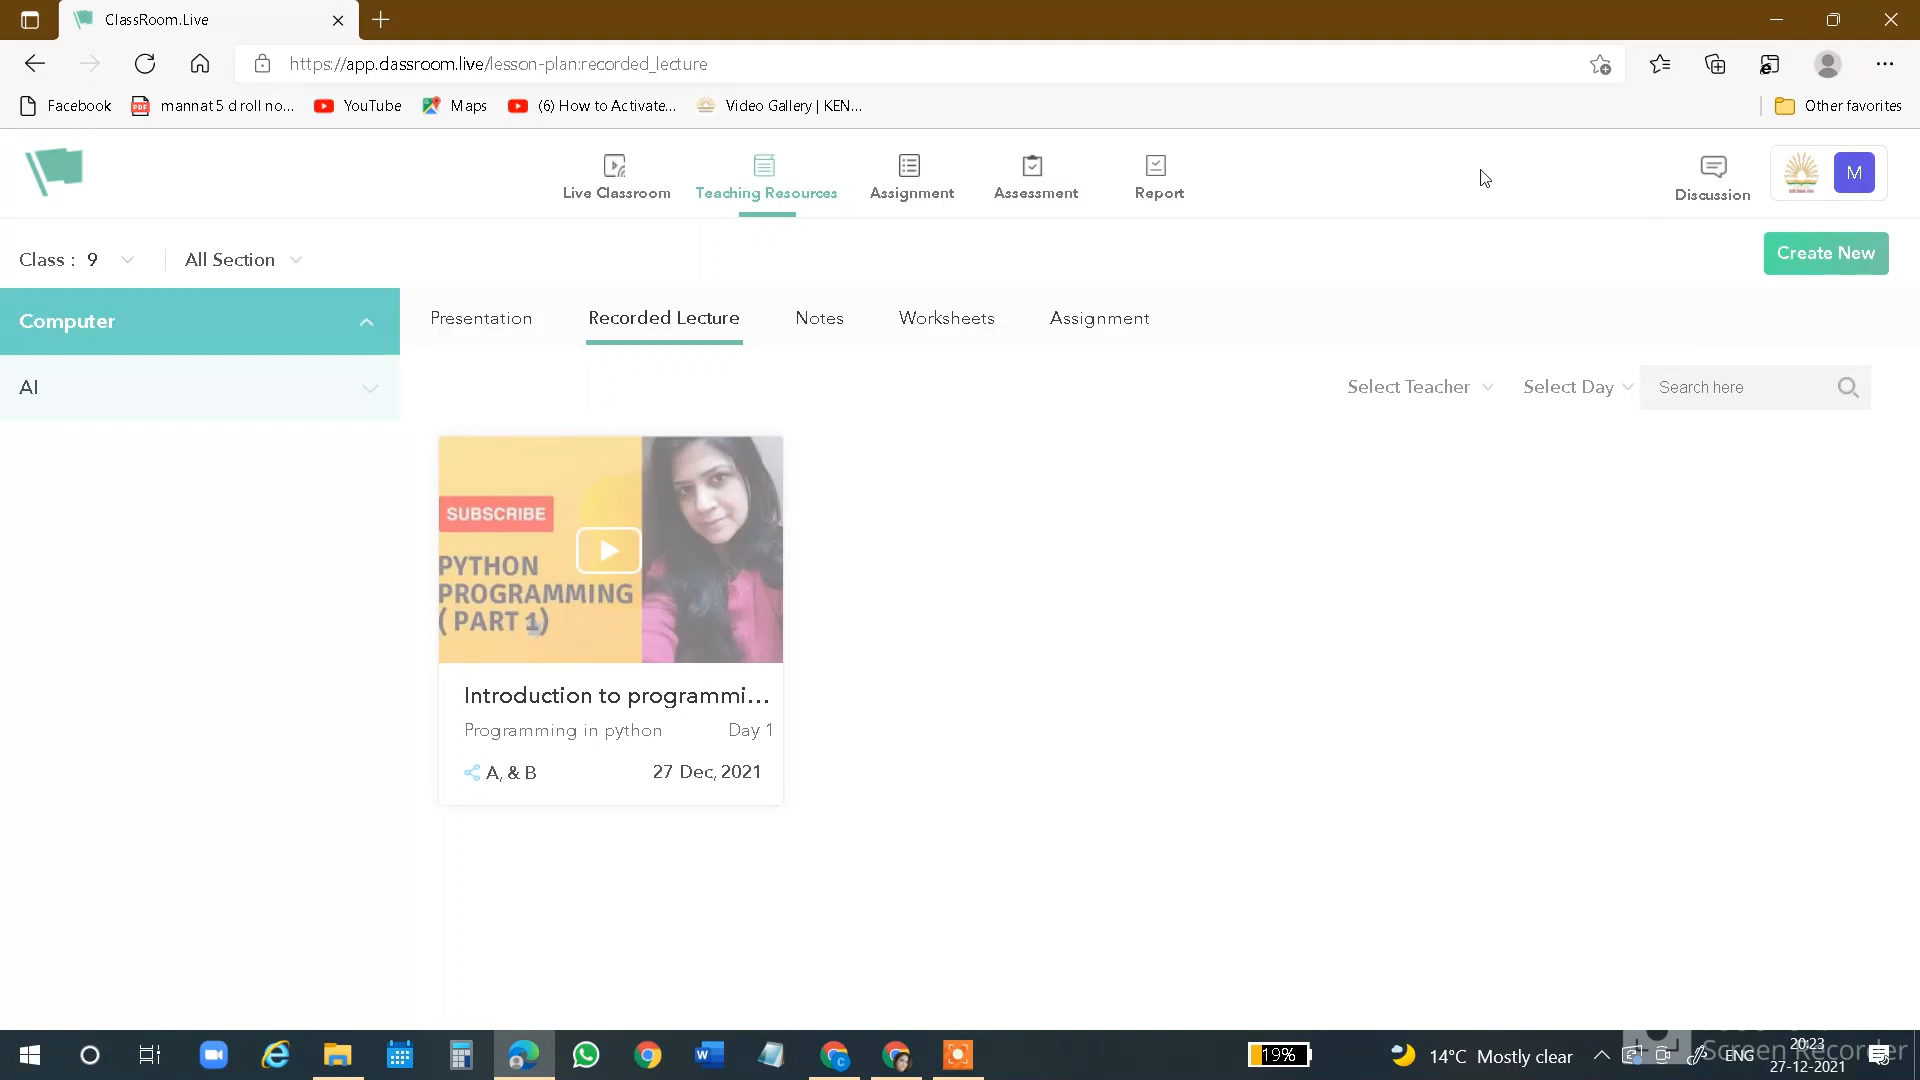 ClassRoom.Live
https://app.classroom.live/lesson-plan:recorded_lecture
Facebook
mannat 5 d roll no...
YouTube
Maps
(6) How to Activate...
Video Gallery | KEN...
Other favorites
Live Classroom
Teaching Resources
Assignment
Assessment
Report
Discussion
M
Class : 9
All Section
Create New
Computer
Presentation
Recorded Lecture
Notes
Worksheets
Assignment
AI
Select Teacher
Select Day
Search here
SUBSCRIBE
PYTHON
PROGRAMMING
( PART 1)
Introduction to programmi...
Programming in python
Day 1
A, & B
27 Dec, 2021
19%
14°C Mostly clear
ENG
20:23
27-12-2021
Screen Recorder